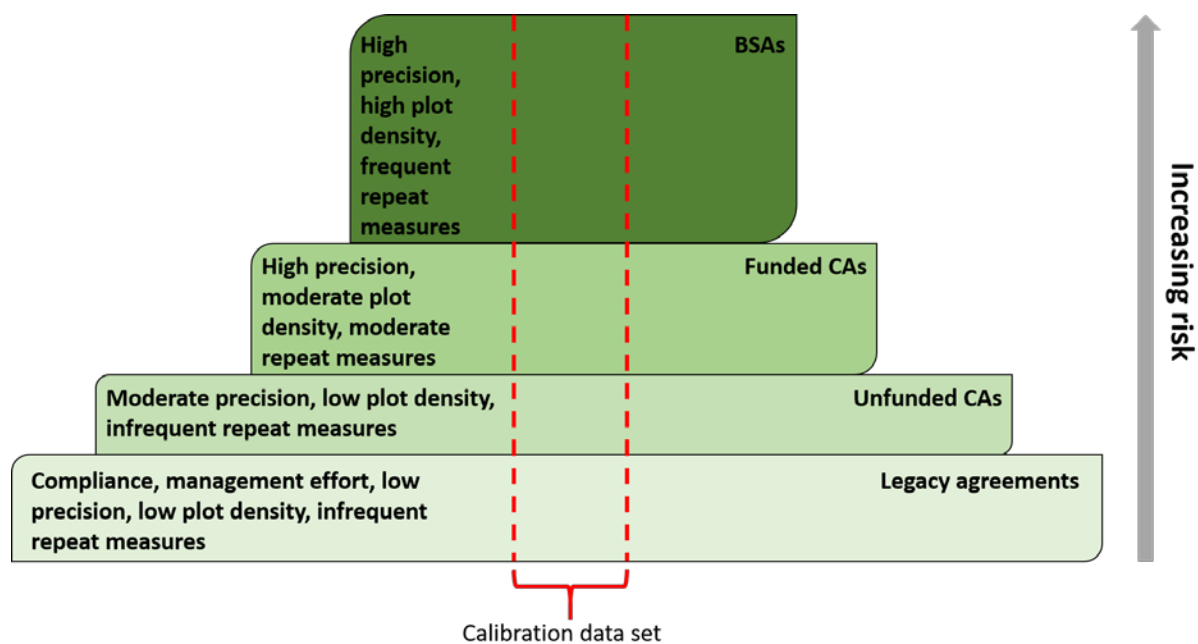 High
precision,
high plot
density,
frequent
repeat
measures
BSAs
High precision,
moderate plot
density, moderate
repeat measures
Funded CAs
Moderate precision, low plot density,
infrequent repeat measures
Unfunded CAs
Compliance, management effort, low
precision, low plot density, infrequent
repeat measures
Legacy agreements
Increasing risk
Calibration data set